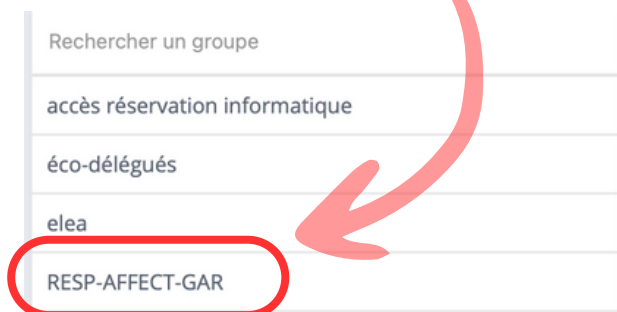 Rechercher un groupe
accès réservation informatique
éco-délégués
elea
RESP-AFFECT-GAR